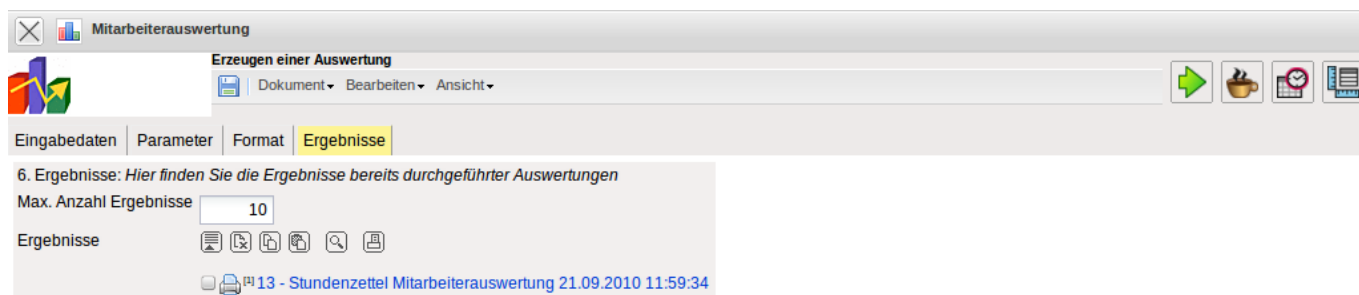 Mitarbeiterauswertung
Erzeugen einer Auswertung
Dokument Bearbeiten Ansicht
Eingabedaten Parameter Format Ergebnisse
6. Ergebnisse: Hier finden Sie die Ergebnisse bereits durchgeführter Auswertungen
Max. Anzahl Ergebnisse 10
Ergebnisse
[1] 13 - Stundenzettel Mitarbeiterauswertung 21.09.2010 11:59:34